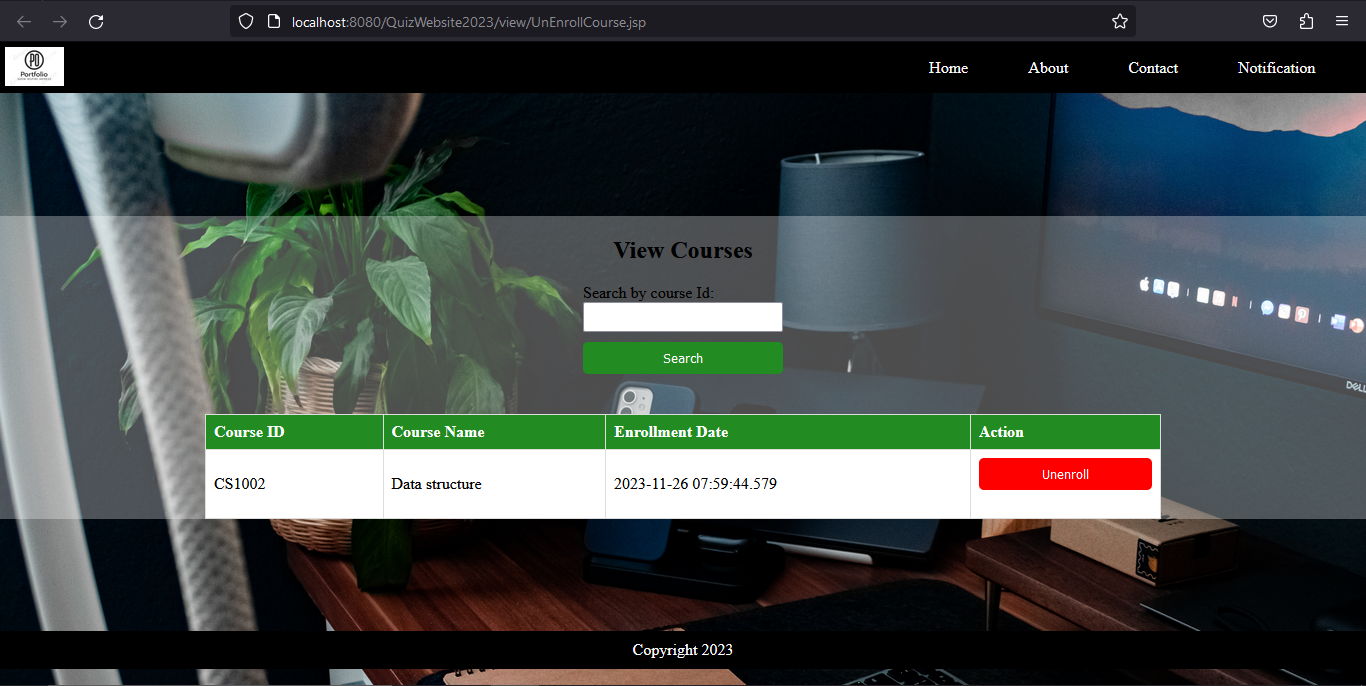 localhost:8080/QuizWebsite2023/view/UnEnrollCourse.jsp
PO
Portfolio
Home About Contact Notification
View Courses
Search by course Id:
Search
DELL
Course ID Course Name Enrollment Date Action
CS1002 Data structure 2023-11-26 07:59:44.579 Unenroll
Copyright 2023